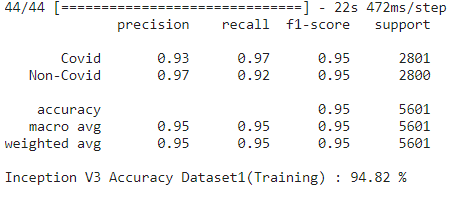 44/44 [==============================] - 22s 472ms/step
precision recall f1-score support
Covid 0.93 0.97 0.95 2801
Non-Covid 0.97 0.92 0.95 2800
accuracy 0.95 5601
macro avg 0.95 0.95 0.95 5601
weighted avg 0.95 0.95 0.95 5601
Inception V3 Accuracy Dataset1(Training) : 94.82 %